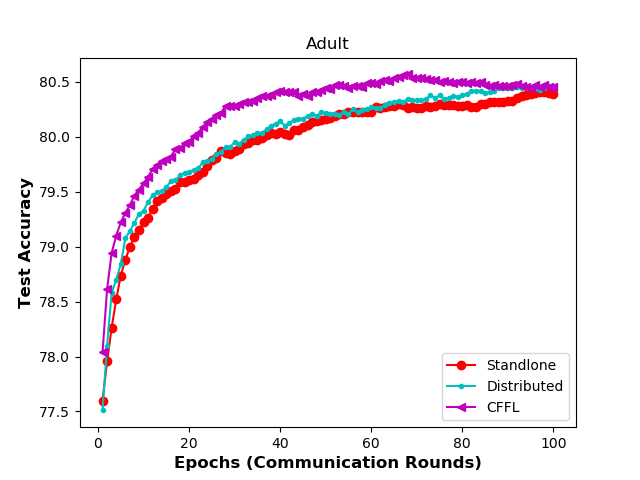 Adult
Test Accuracy
80.5
80.0
79.5
79.0
78.5
78.0
77.5
0 20 40 60 80 100
Epochs (Communication Rounds)
Standlone
Distributed
CFFL